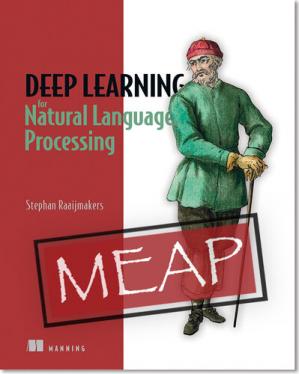 DEEP LEARNING
for
Natural Language
Processing
Stephan Raaijmakers
MEAP
MANNING